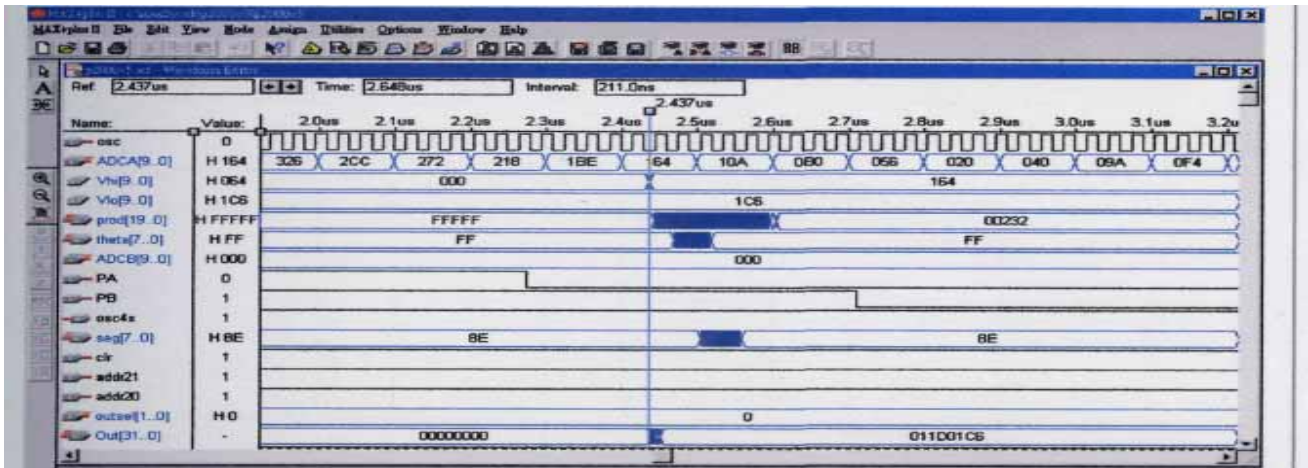 MAX+plus II File Edit View Node Assign Utilities Options Window Help
Ref: 2.437us Time: 2.648us Interval: 211.0ns
2.437us
Name: Value: 2.0us 2.1us 2.2us 2.3us 2.4us 2.5us 2.6us 2.7us 2.8us 2.9us 3.0us 3.1us 3.2u
osc 0
ADCA[9..0] H 164 326 2CC 272 218 1BE 164 10A 0B0 056 020 040 09A 0F4
Vhi[9..0] H 064 000 164
Vlo[9..0] H 1C6 1C6
prod[19..0] H FFFFF FFFFF 00232
theta[7..0] H FF FF FF
ADCB[9..0] H 000 000
PA 0
PB 1
osc4s 1
seg[7..0] H 8E 8E 8E
clr 1
addr21 1
addr20 1
outsel[1..0] H 0 0
Out[31..0] - 00000000 011D01C6